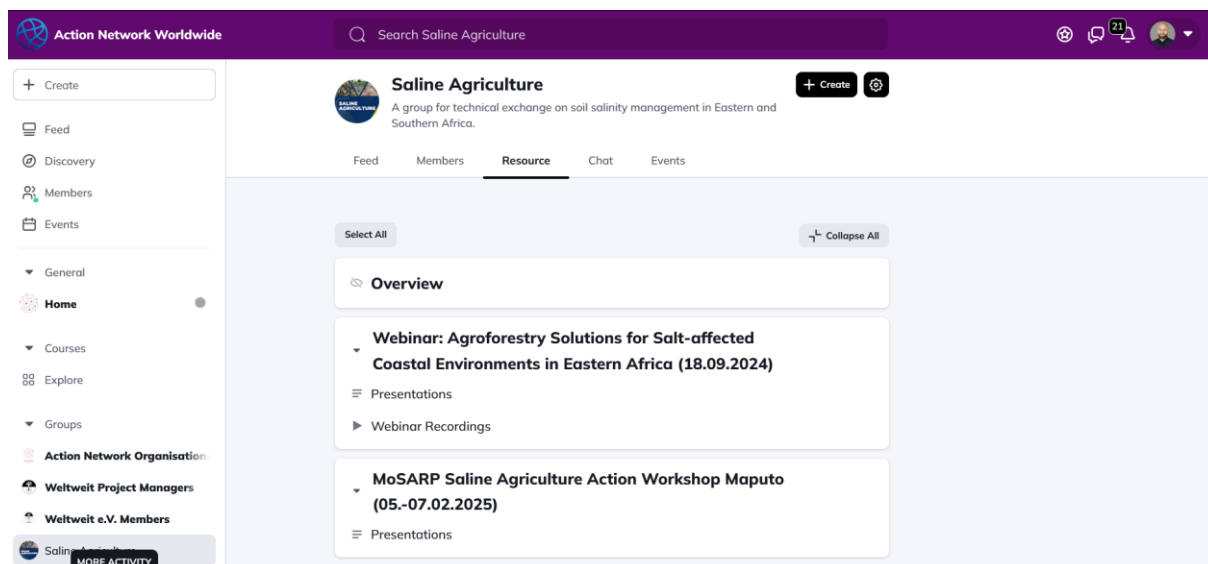 Action Network Worldwide
Search Saline Agriculture
21
Create
Feed
Discovery
Members
Events
General
Home
Courses
Explore
Groups
Action Network Organisation
Weltweit Project Managers
Weltweit e.V. Members
MORE ACTIVITY
SALINE
AGRICULTURE
Saline Agriculture
A group for technical exchange on soil salinity management in Eastern and
Southern Africa.
Create
Feed Members Resource Chat Events
Select All
Collapse All
Overview
Webinar: Agroforestry Solutions for Salt-affected
Coastal Environments in Eastern Africa (18.09.2024)
Presentations
Webinar Recordings
MoSARP Saline Agriculture Action Workshop Maputo
(05.-07.02.2025)
Presentations